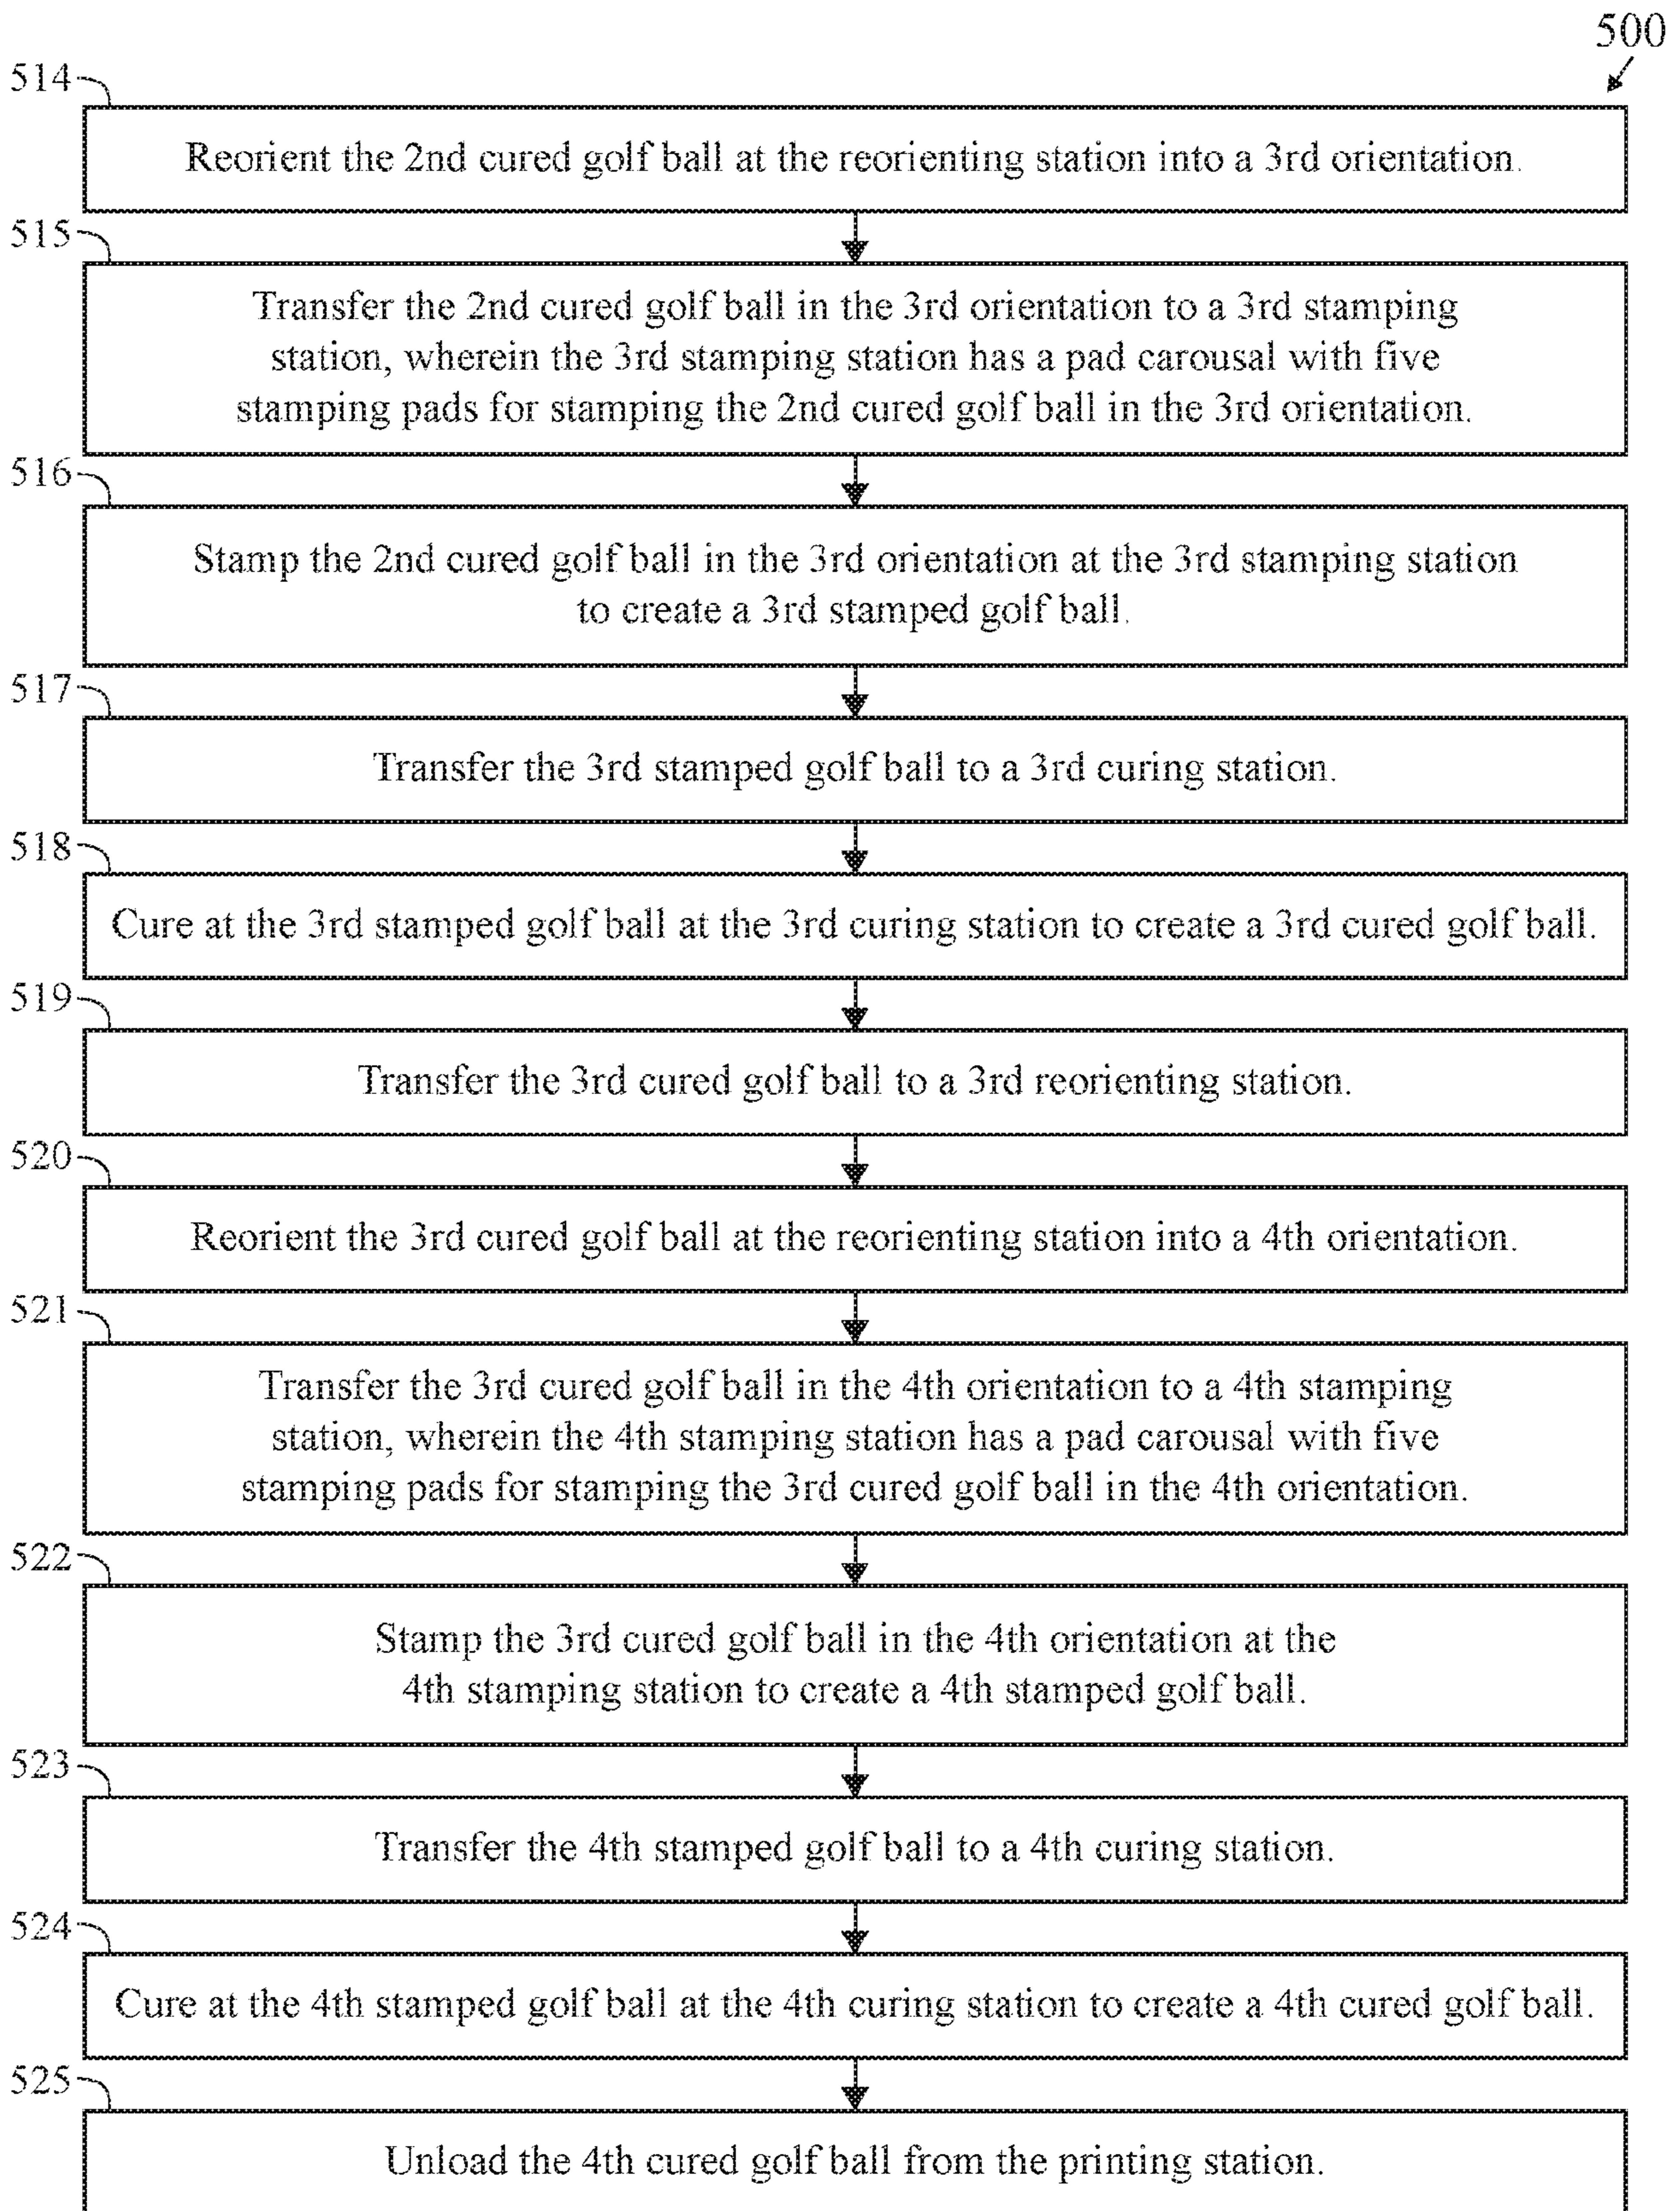 500
514
Reorient the 2nd cured golf ball at the reorienting station into a 3rd orientation.
515
Transfer the 2nd cured golf ball in the 3rd orientation to a 3rd stamping
station, wherein the 3rd stamping station has a pad carousal with five
stamping pads for stamping the 2nd cured golf ball in the 3rd orientation.
516
Stamp the 2nd cured golf ball in the 3rd orientation at the 3rd stamping station
to create a 3rd stamped golf ball.
517
Transfer the 3rd stamped golf ball to a 3rd curing station.
518
Cure at the 3rd stamped golf ball at the 3rd curing station to create a 3rd cured golf ball.
519
Transfer the 3rd cured golf ball to a 3rd reorienting station.
520
Reorient the 3rd cured golf ball at the reorienting station into a 4th orientation.
521
Transfer the 3rd cured golf ball in the 4th orientation to a 4th stamping
station, wherein the 4th stamping station has a pad carousal with five
stamping pads for stamping the 3rd cured golf ball in the 4th orientation.
522
Stamp the 3rd cured golf ball in the 4th orientation at the
4th stamping station to create a 4th stamped golf ball.
523
Transfer the 4th stamped golf ball to a 4th curing station.
524
Cure at the 4th stamped golf ball at the 4th curing station to create a 4th cured golf ball.
525
Unload the 4th cured golf ball from the printing station.